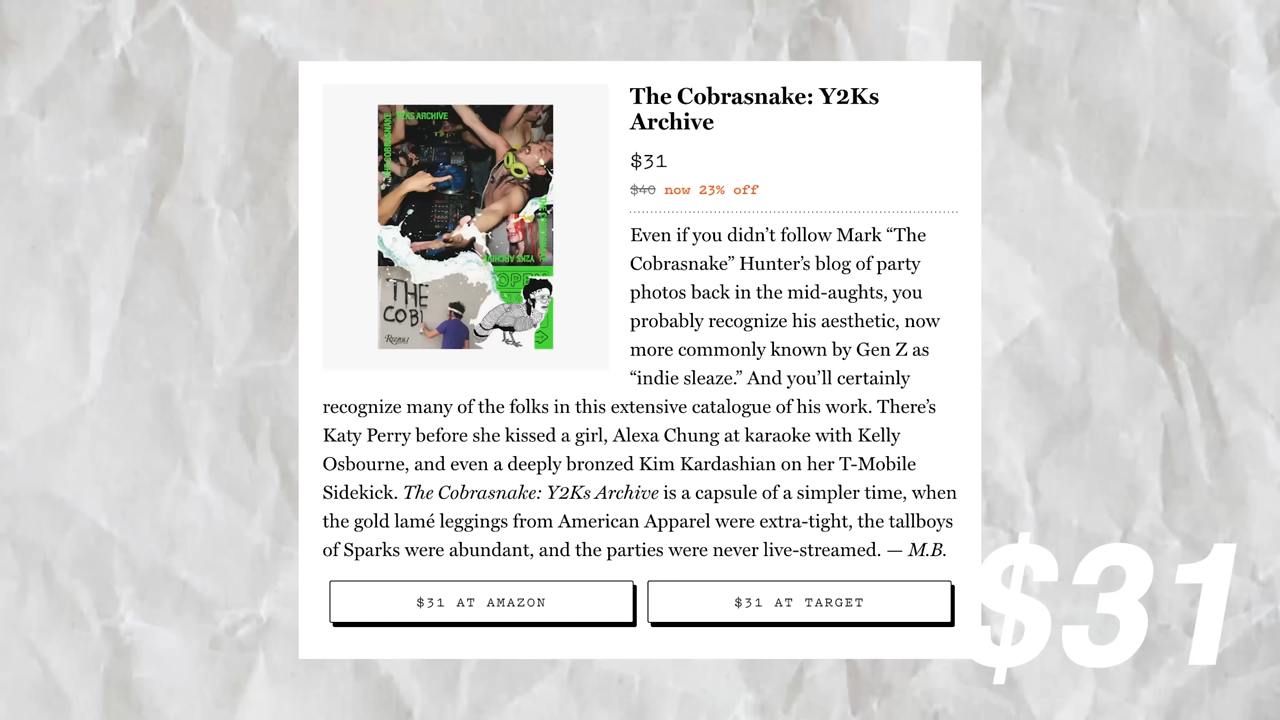 The Cobrasnake: Y2Ks
Archive
$31
$40 now 23% off
Even if you didn’t follow Mark “The
Cobrasnake” Hunter’s blog of party
photos back in the mid-aughts, you
probably recognize his aesthetic, now
more commonly known by Gen Z as
“indie sleaze.” And you’ll certainly
recognize many of the folks in this extensive catalogue of his work. There’s
Katy Perry before she kissed a girl, Alexa Chung at karaoke with Kelly
Osbourne, and even a deeply bronzed Kim Kardashian on her T-Mobile
Sidekick. The Cobrasnake: Y2Ks Archive is a capsule of a simpler time, when
the gold lamé leggings from American Apparel were extra-tight, the tallboys
of Sparks were abundant, and the parties were never live-streamed. — M.B.
$31 AT AMAZON
$31 AT TARGET
$31
THE COBRASNAKE
Y2KS ARCHIVE
Y2KS ARCHIVE
OPEN
THE
COB
Rizzoli